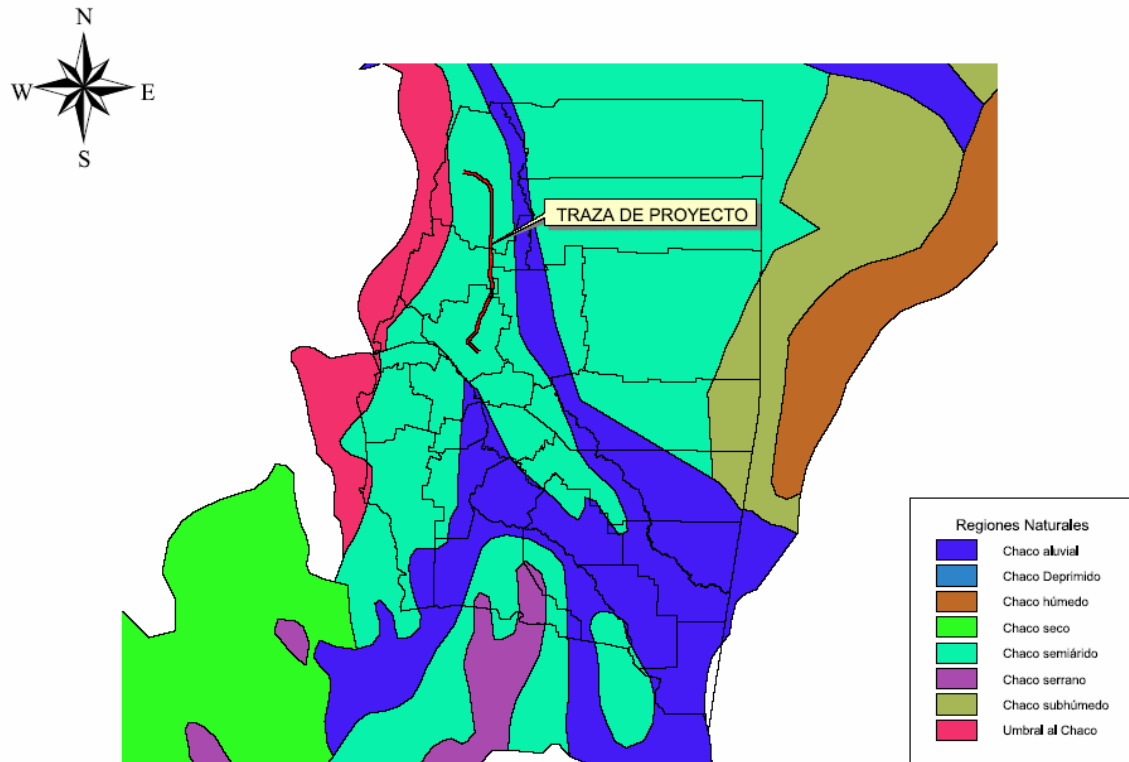 N
W E
S
TRAZA DE PROYECTO
Regiones Naturales
Chaco aluvial
Chaco Deprimido
Chaco húmedo
Chaco seco
Chaco semiárido
Chaco serrano
Chaco subhúmedo
Umbral al Chaco